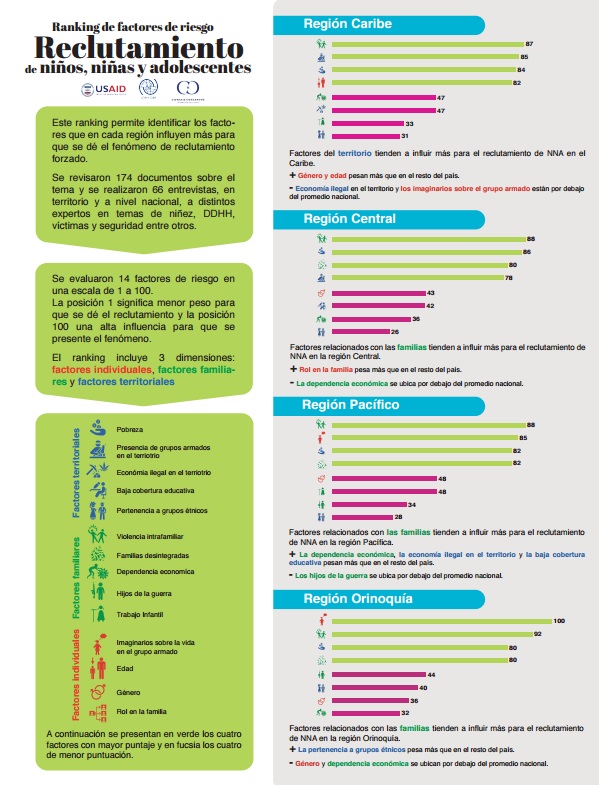 Ranking de factores de riesgo
Reclutamiento
de niños, niñas y adolescentes
USAID
Este ranking permite identificar los facto-
res que en cada región influyen más para
que se dé el fenómeno de reclutamiento
forzado.
Se revisaron 174 documentos sobre el
tema y se realizaron 66 entrevistas, en
territorio y a nivel nacional, a distintos
expertos en temas de niñez, DDHH,
victimas y seguridad entre otros.
Se evaluaron 14 factores de riesgo en
una escala de 1 a 100.
La posición 1 significa menor peso para
que se dé el reclutamiento y la posición
100 una alta influencia para que se
presente el fenómeno.
El ranking incluye 3 dimensiones:
factores individuales, factores familia-
res y factores territoriales
Factores territoriales
Pobreza
Presencia de grupos armados
en el terriotrio
Económia ilegal en el terriotrio
Baja cobertura educativa
Pertenencia a grupos étnicos
Factores familiares
Violencia intrafamiliar
Familias desintegradas
Dependencia economica
Hijos de la guerra
Trabajo Infantil
Factores individuales
Imaginarios sobre la vida
en el grupo armado
Edad
Género
Rol en la familia
A continuación se presentan en verde los cuatro
factores con mayor puntaje y en fucsia los cuatro
de menor puntuación.
Región Caribe
87
85
84
82
47
47
33
31
Factores del territorio tienden a influir más para el reclutamiento de NNA en el
Caribe.
+ Género y edad pesan más que en el resto del país.
- Económia ilegal en el territorio y los imaginarios sobre el grupo armado están por debajo
del promedio nacional.
Región Central
88
86
80
78
43
42
36
26
Factores relacionados con las familias tienden a influir más para el reclutamiento de
NNA en la región Central.
+ Rol en la familia pesa más que en el resto del país.
- La dependencia económica se ubica por debajo del promedio nacional.
Región Pacífico
88
85
82
82
48
48
34
28
Factores relacionados con las familias tienden a influir más para el reclutamiento
de NNA en la región Pacífica.
+ La dependencia económica, la economía ilegal en el territorio y la baja cobertura
educativa pesan más que en el resto del país.
- Los hijos de la guerra se ubica por debajo del promedio nacional.
Región Orinoquía
100
92
80
80
44
40
36
32
Factores relacionados con las familias tienden a influir más para el reclutamiento
de NNA en la región Orinoquía.
+ La pertenencia a grupos étnicos pesa más que en el resto del país.
- Género y dependencia económica se ubican por debajo del promedio nacional.